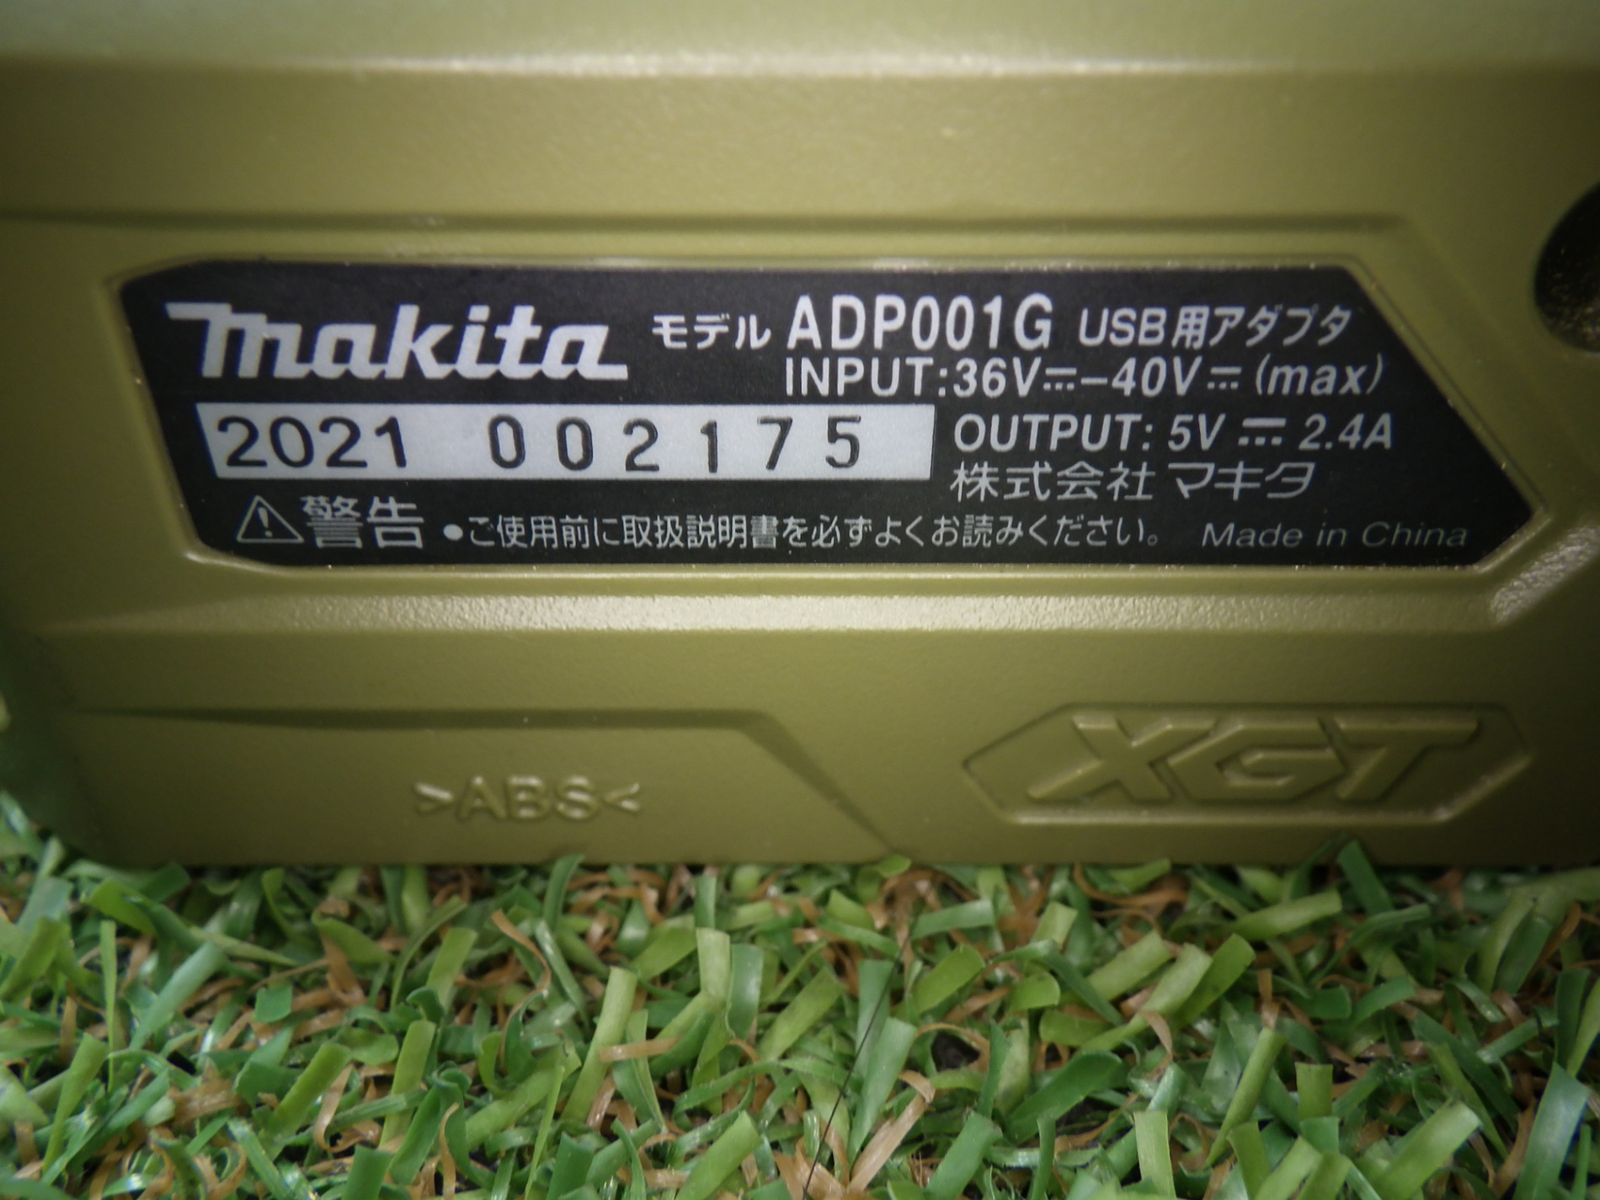 makita モデル ADP001G USB用アダプタ
INPUT:36V⎓–40V⎓(max)
2021 002175 OUTPUT: 5V⎓2.4A
株式会社マキタ
⚠警告 ●ご使用前に取扱説明書を必ずよくお読みください。 Made in China
XGT
>ABS<